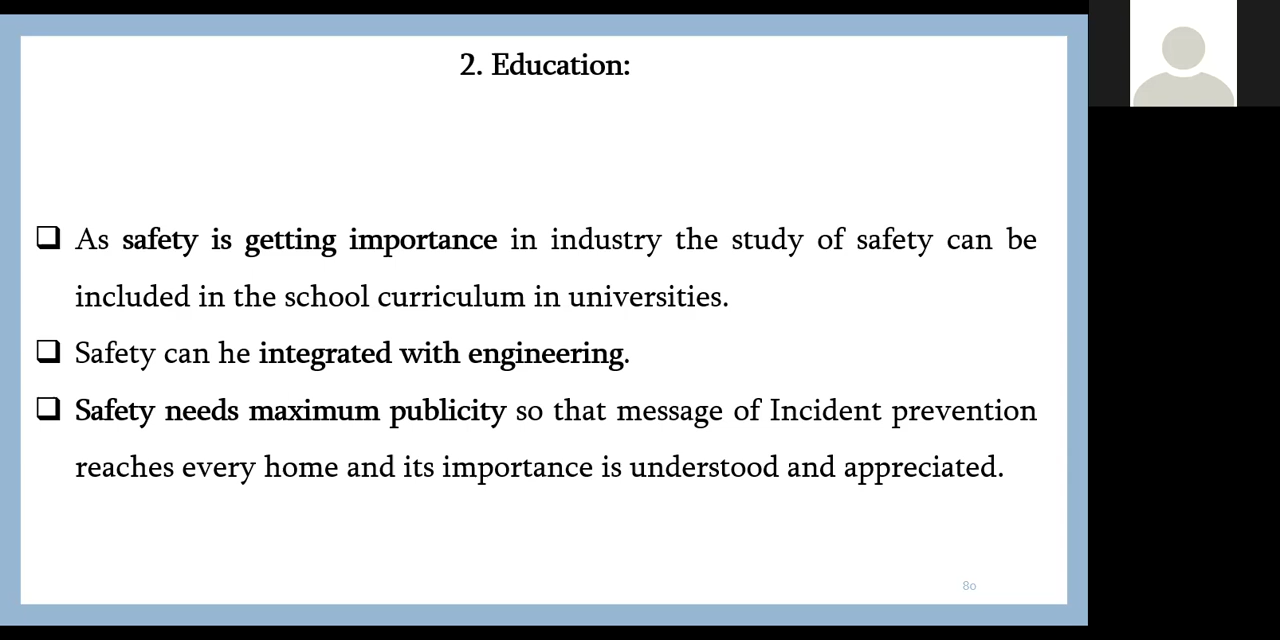 2. Education:
❑ As safety is getting importance in industry the study of safety can be
included in the school curriculum in universities.
❑ Safety can he integrated with engineering.
❑ Safety needs maximum publicity so that message of Incident prevention
reaches every home and its importance is understood and appreciated.
80